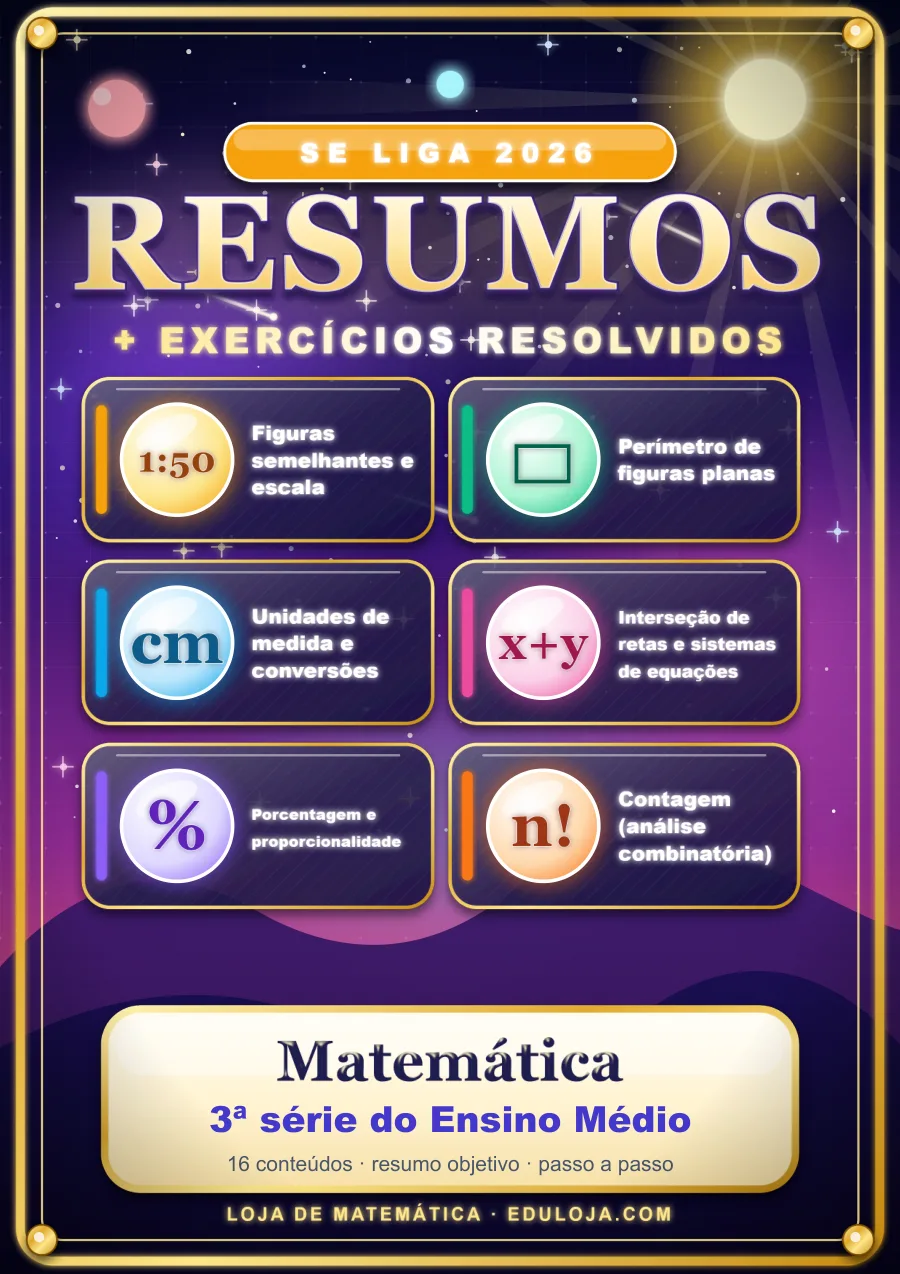 SE LIGA 2026
RESUMOS
+ EXERCÍCIOS RESOLVIDOS
1:50
Figuras
semelhantes e
escala
Perímetro de
figuras planas
cm
Unidades de
medida e
conversões
x+y
Interseção de
retas e sistemas
de equações
%
Porcentagem e
proporcionalidade
n!
Contagem
(análise
combinatória)
Matemática
3ª série do Ensino Médio
16 conteúdos · resumo objetivo · passo a passo
LOJA DE MATEMÁTICA · EDULOJA.COM